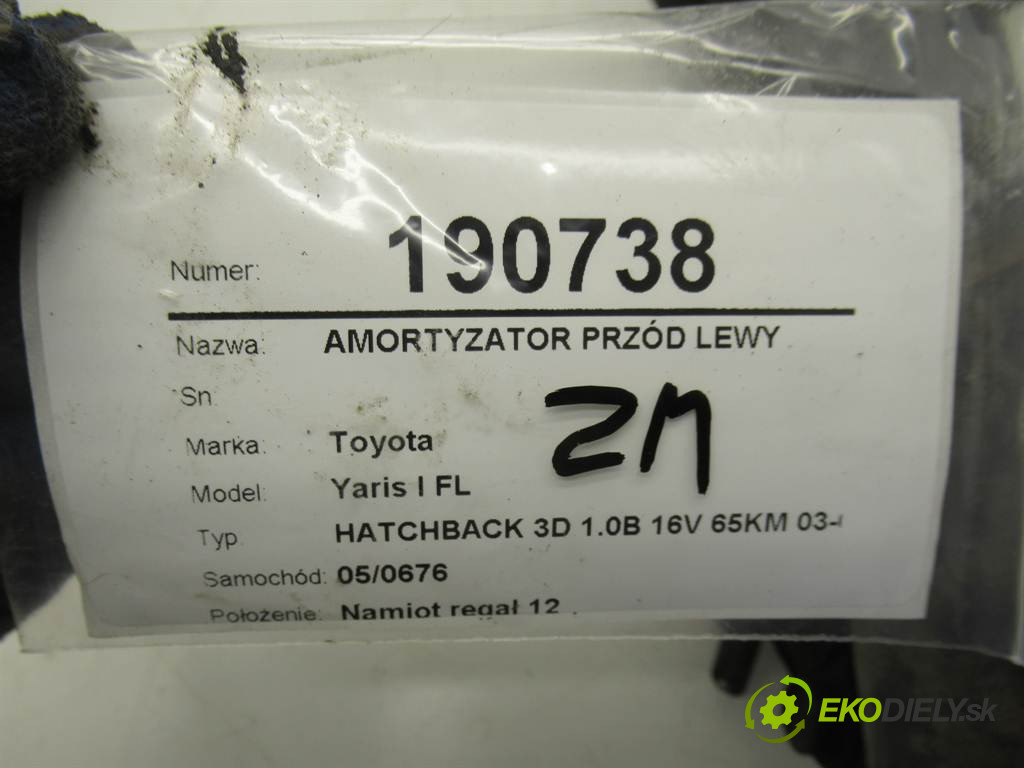 Numer: 190738
Nazwa: AMORTYZATOR PRZÓD LEWY
Sn
Marka: Toyota
Model: Yaris I FL
Typ HATCHBACK 3D 1.0B 16V 65KM 03-
Samochód: 05/0676
Położenie: Namiot regał 12
ZM
EKODIELY.sk